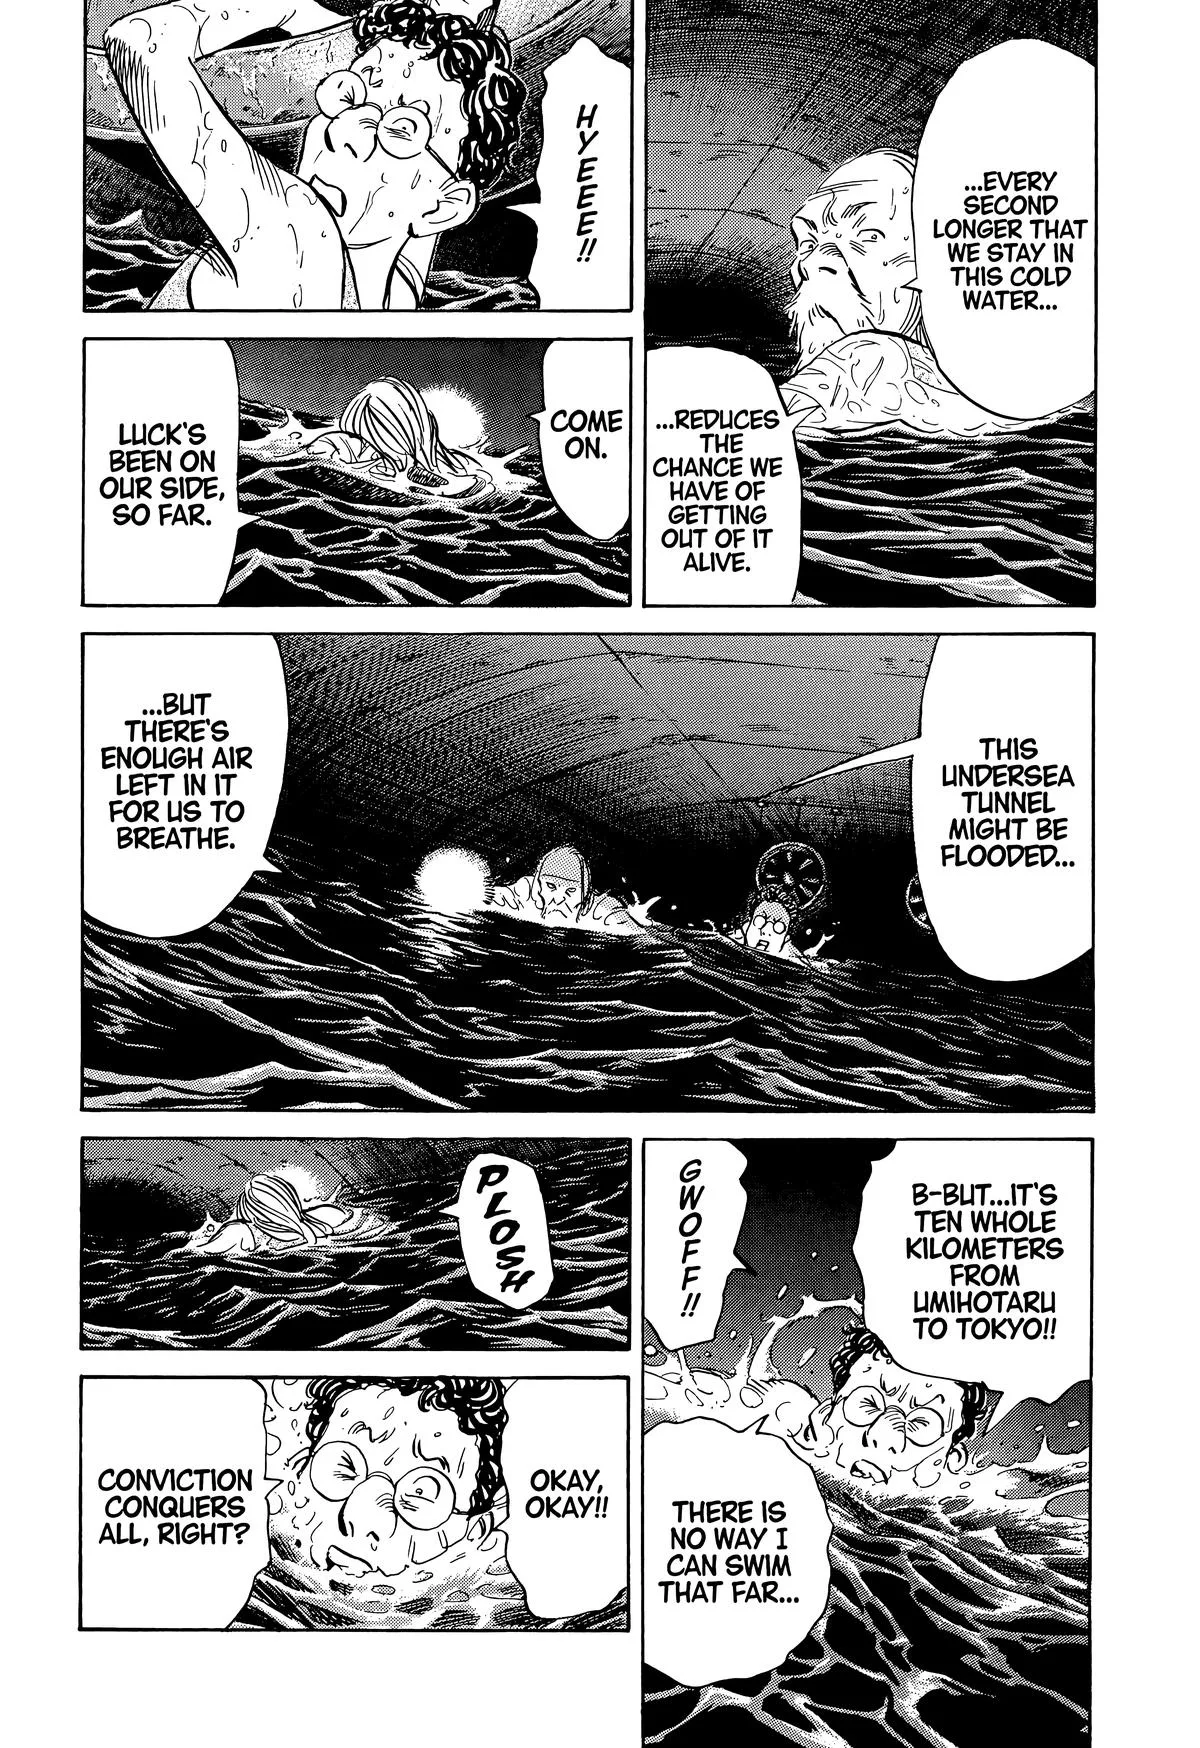 ...EVERY
SECOND
LONGER THAT
WE STAY IN
THIS COLD
WATER...
...REDUCES
THE
CHANCE WE
HAVE OF
GETTING
OUT OF IT
ALIVE.
HYEEE!!
COME
ON.
LUCK'S
BEEN ON
OUR SIDE,
SO FAR.
THIS
UNDERSEA
TUNNEL
MIGHT BE
FLOODED...
...BUT
THERE'S
ENOUGH AIR
LEFT IN IT
FOR US TO
BREATHE.
B-BUT...IT'S
TEN WHOLE
KILOMETERS
FROM
UMIHOTARU
TO TOKYO!!
GWOFF!!
THERE IS
NO WAY I
CAN SWIM
THAT FAR...
PLOSH
OKAY,
OKAY!!
CONVICTION
CONQUERS
ALL, RIGHT?